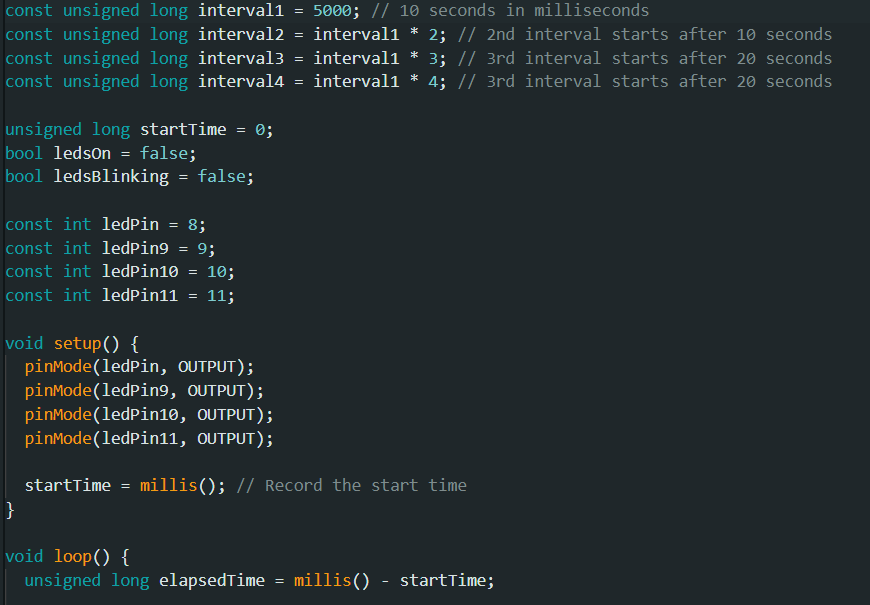 const unsigned long interval1 = 5000; // 10 seconds in milliseconds
const unsigned long interval2 = interval1 * 2; // 2nd interval starts after 10 seconds
const unsigned long interval3 = interval1 * 3; // 3rd interval starts after 20 seconds
const unsigned long interval4 = interval1 * 4; // 3rd interval starts after 20 seconds

unsigned long startTime = 0;
bool ledsOn = false;
bool ledsBlinking = false;

const int ledPin = 8;
const int ledPin9 = 9;
const int ledPin10 = 10;
const int ledPin11 = 11;

void setup() {
  pinMode(ledPin, OUTPUT);
  pinMode(ledPin9, OUTPUT);
  pinMode(ledPin10, OUTPUT);
  pinMode(ledPin11, OUTPUT);

  startTime = millis(); // Record the start time
}

void loop() {
  unsigned long elapsedTime = millis() - startTime;